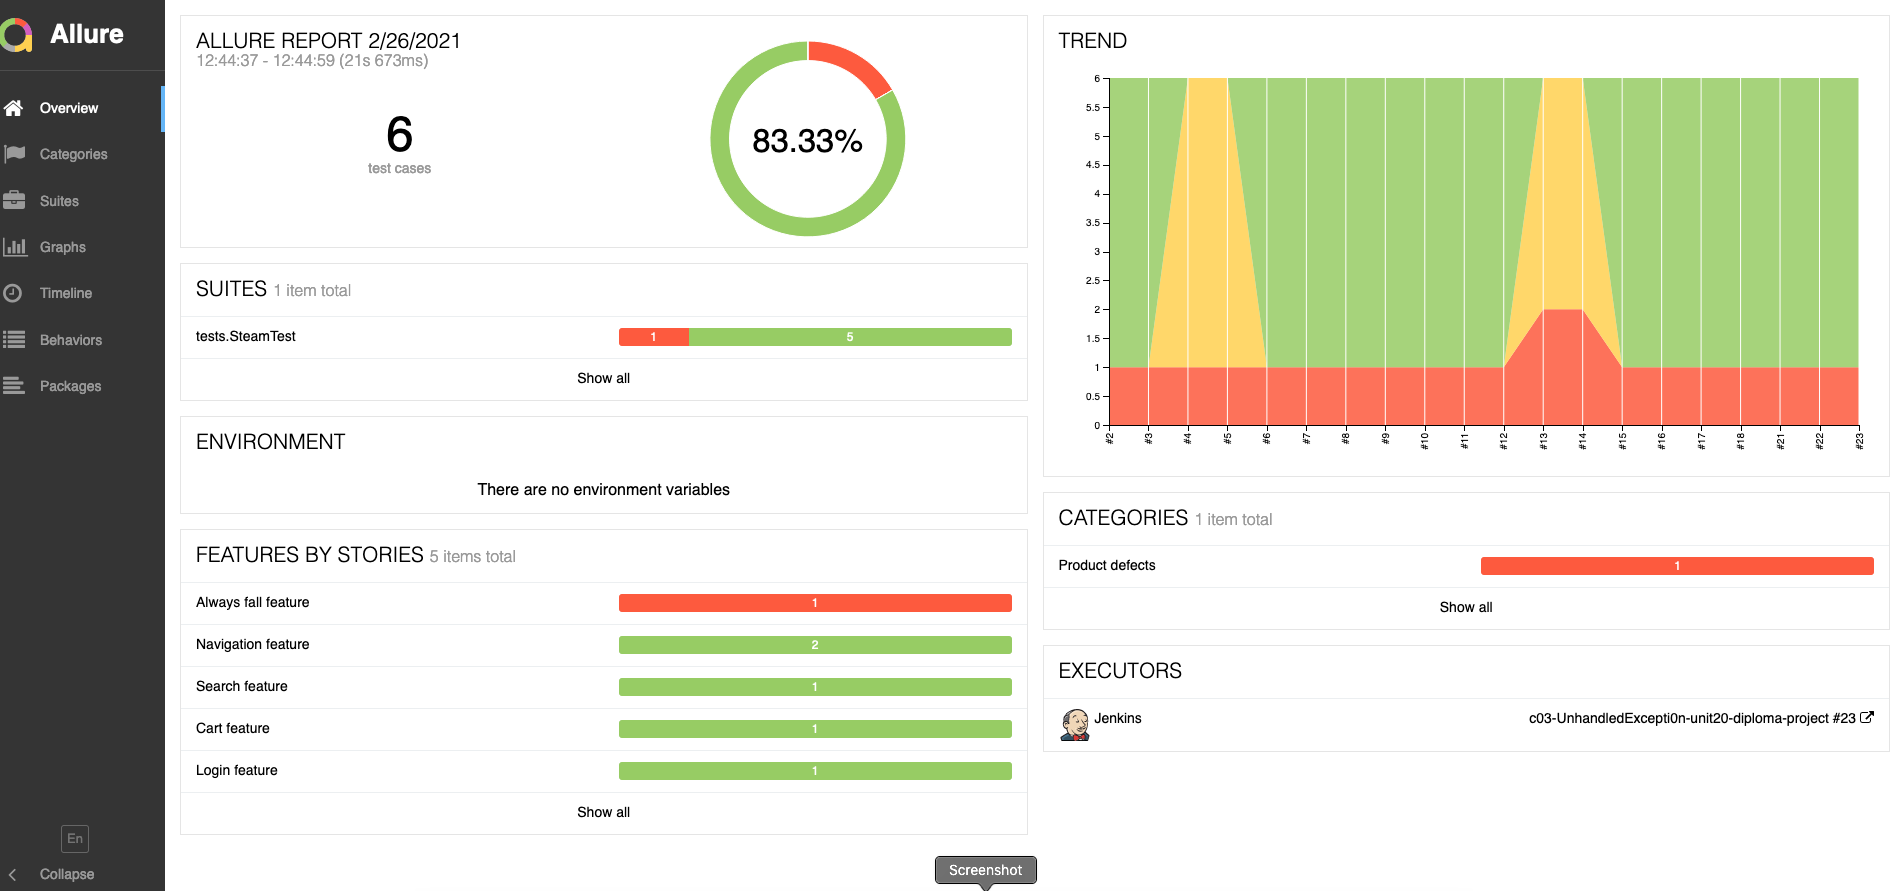 Allure
Overview
Categories
Suites
Graphs
Timeline
Behaviors
Packages
En
Collapse
ALLURE REPORT 2/26/2021
12:44:37 - 12:44:59 (21s 673ms)
6
test cases
83.33%
SUITES 1 item total
tests.SteamTest 1 5
Show all
ENVIRONMENT
There are no environment variables
FEATURES BY STORIES 5 items total
Always fall feature 1
Navigation feature 2
Search feature 1
Cart feature 1
Login feature 1
Show all
TREND
6
5.5
5
4.5
4
3.5
3
2.5
2
1.5
1
0.5
0
#2 #3 #4 #5 #6 #7 #8 #9 #10 #11 #12 #13 #14 #15 #16 #17 #18 #21 #22 #23
CATEGORIES 1 item total
Product defects 1
Show all
EXECUTORS
Jenkins c03-UnhandledExcepti0n-unit20-diploma-project #23
Screenshot